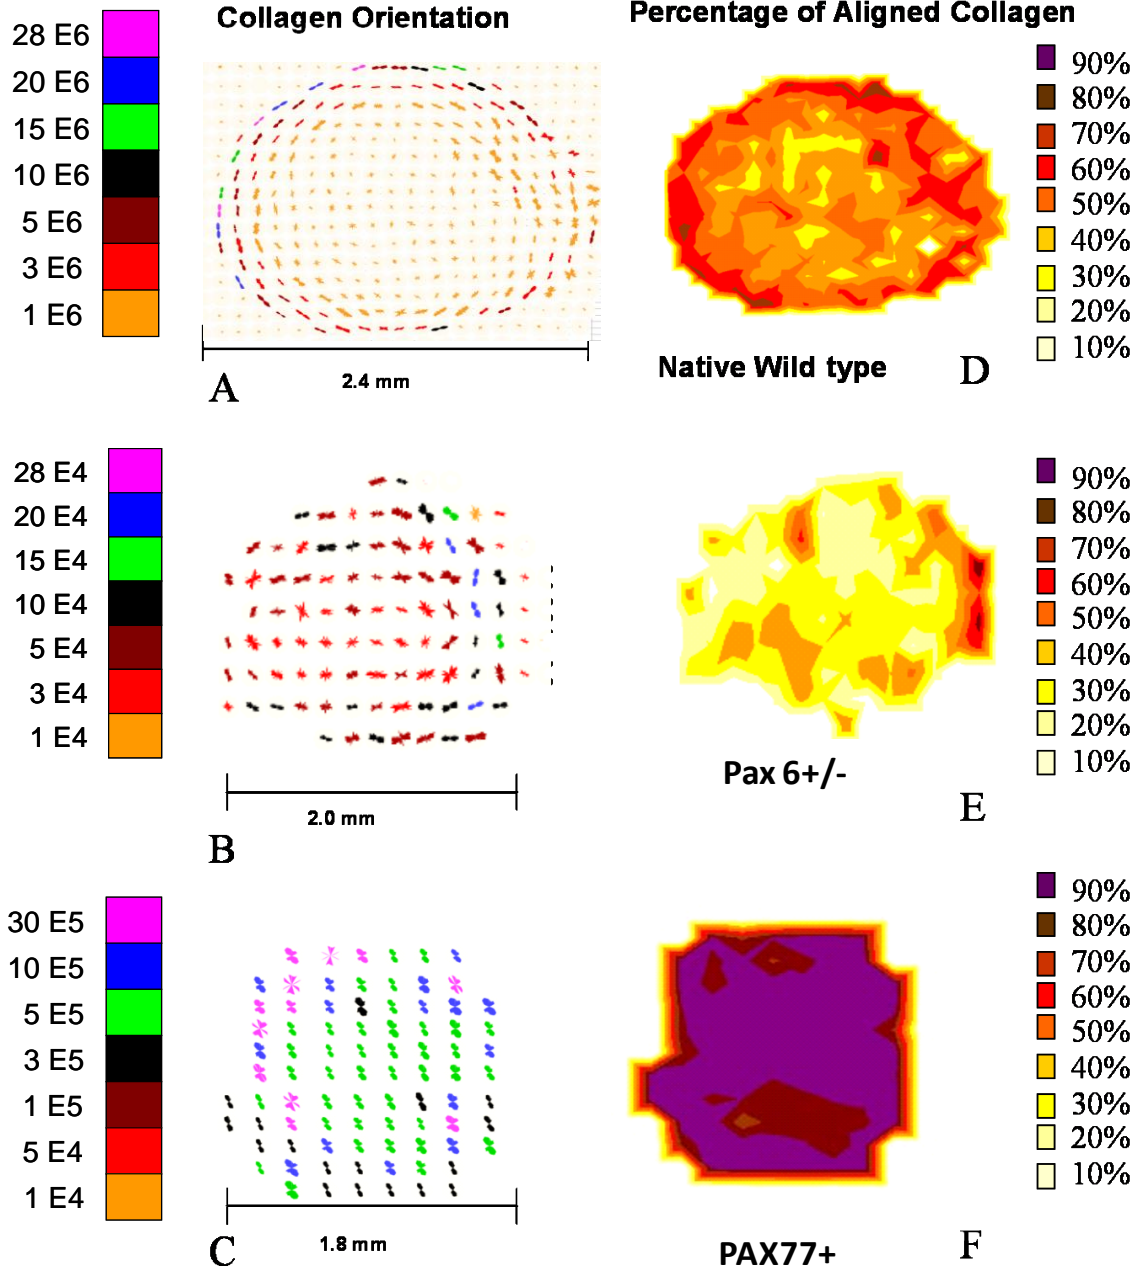 Collagen Orientation
Percentage of Aligned Collagen
28 E6
20 E6
15 E6
10 E6
5 E6
3 E6
1 E6
2.4 mm
A
90%
80%
70%
60%
50%
40%
30%
20%
10%
Native Wild type
D
28 E4
20 E4
15 E4
10 E4
5 E4
3 E4
1 E4
2.0 mm
B
90%
80%
70%
60%
50%
40%
30%
20%
10%
Pax 6+/-
E
30 E5
10 E5
5 E5
3 E5
1 E5
5 E4
1 E4
1.8 mm
C
90%
80%
70%
60%
50%
40%
30%
20%
10%
PAX77+
F